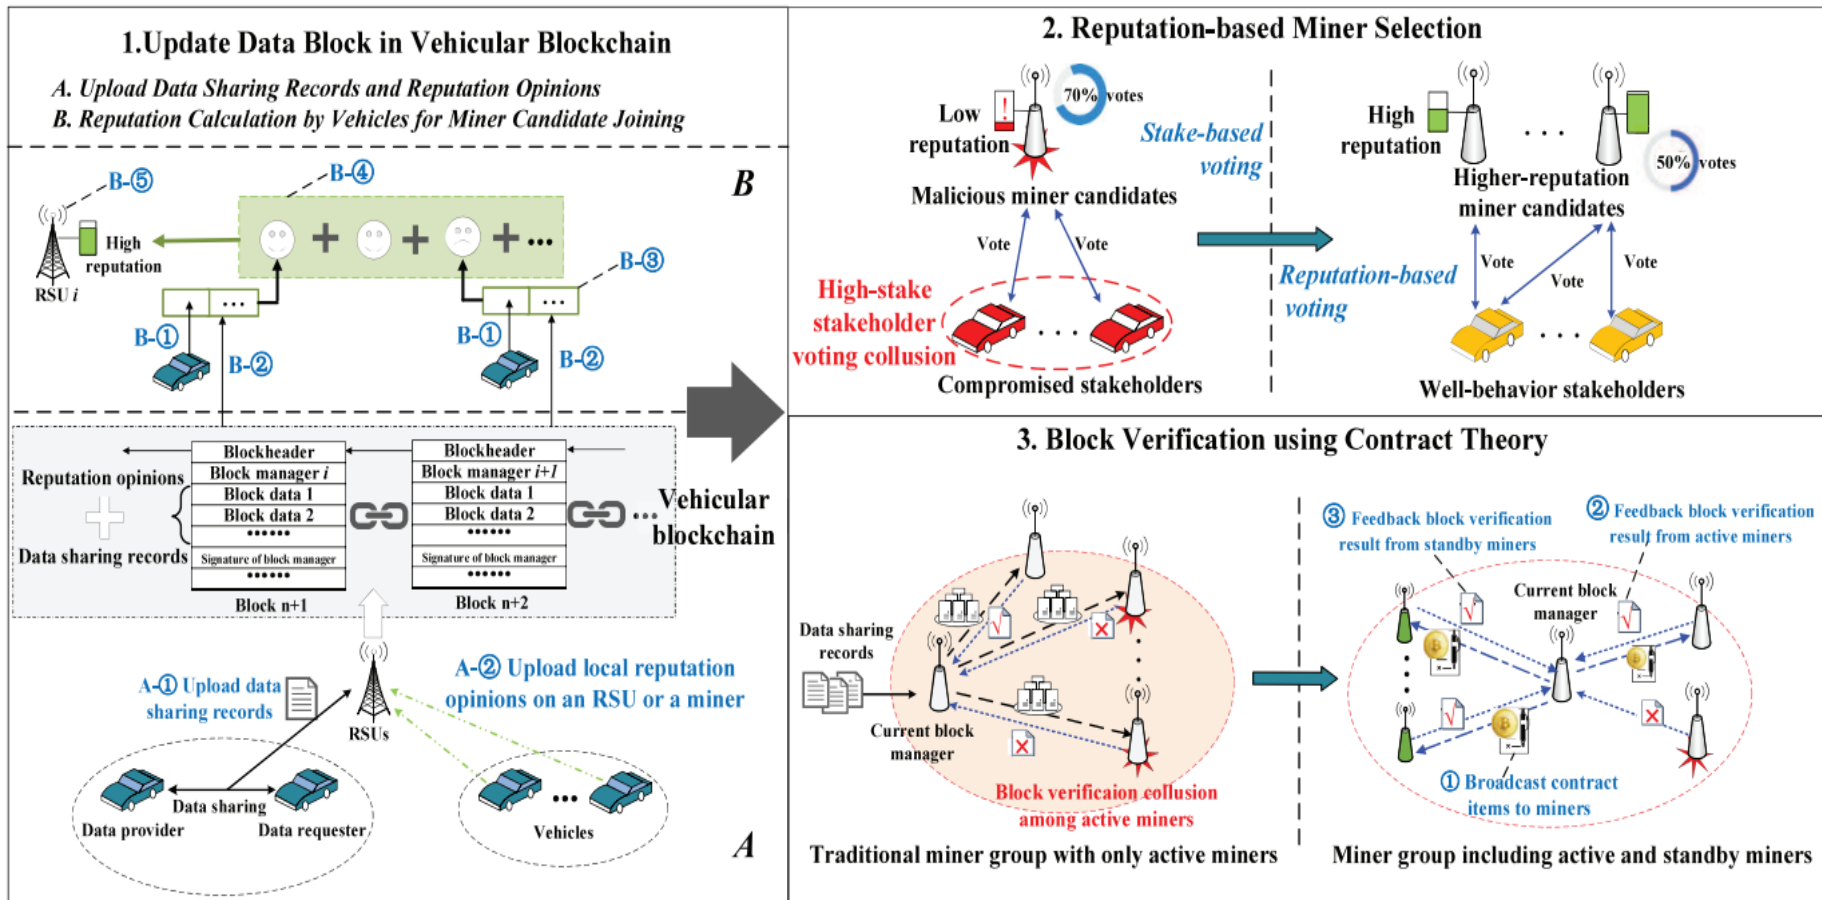 1.Update Data Block in Vehicular Blockchain
A. Upload Data Sharing Records and Reputation Opinions
B. Reputation Calculation by Vehicles for Miner Candidate Joining
B
B-⑤
B-④
High
reputation
RSU i
B-③
B-①
B-②
B-①
B-②
Reputation opinions
Data sharing records
Blockheader
Block manager i
Block data 1
Block data 2
Signature of block manager
Block n+1
Blockheader
Block manager i+1
Block data 1
Block data 2
Signature of block manager
Block n+2
Vehicular
blockchain
A-① Upload data
sharing records
RSUs
A-② Upload local reputation
opinions on an RSU or a miner
Data sharing
Data provider
Data requester
Vehicles
A
2. Reputation-based Miner Selection
Low
reputation
!
70%
votes
Malicious miner candidates
Vote
Vote
High-stake
stakeholder
voting collusion
Compromised stakeholders
Stake-based
voting
Reputation-based
voting
High
reputation
50%
votes
Higher-reputation
miner candidates
Vote
Vote
Vote
Well-behavior stakeholders
3. Block Verification using Contract Theory
Data sharing
records
Current block
manager
Block verificaion collusion
among active miners
Traditional miner group with only active miners
③ Feedback block verification
result from standby miners
② Feedback block verification
result from active miners
Current block
manager
① Broadcast contract
items to miners
Miner group including active and standby miners